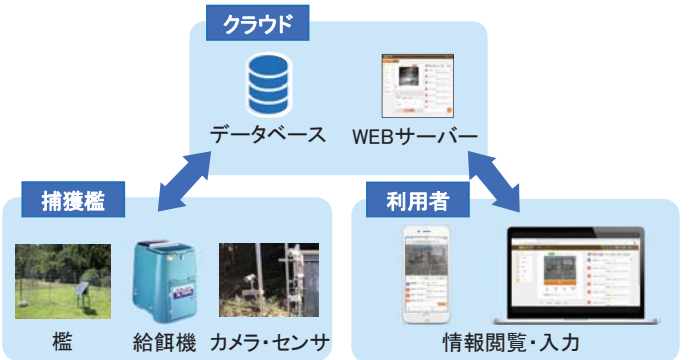 クラウド
データベース
WEBサーバー
捕獲檻
利用者
檻
給餌機
カメラ・センサ
情報閲覧・入力